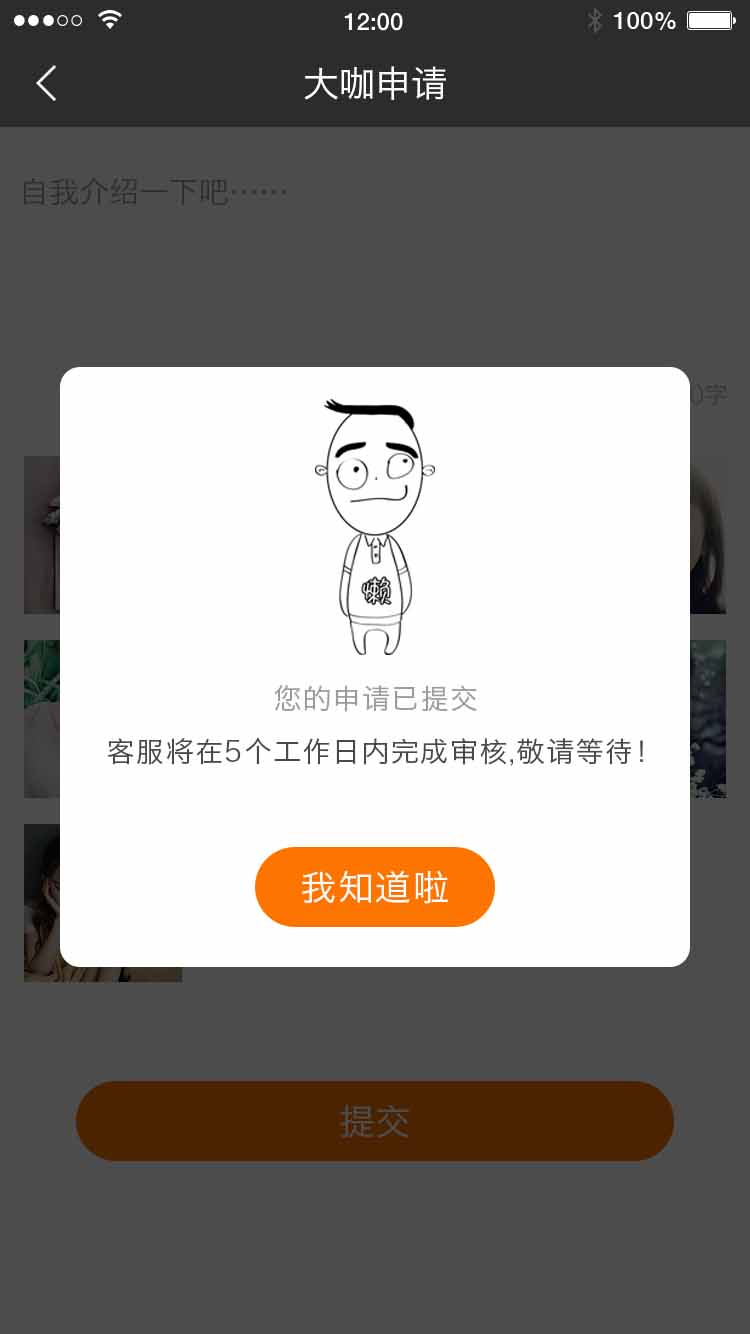 12:00
100%
大咖申请
自我介绍一下吧……
0字
懒
您的申请已提交
客服将在5个工作日内完成审核,敬请等待！
我知道啦
提交